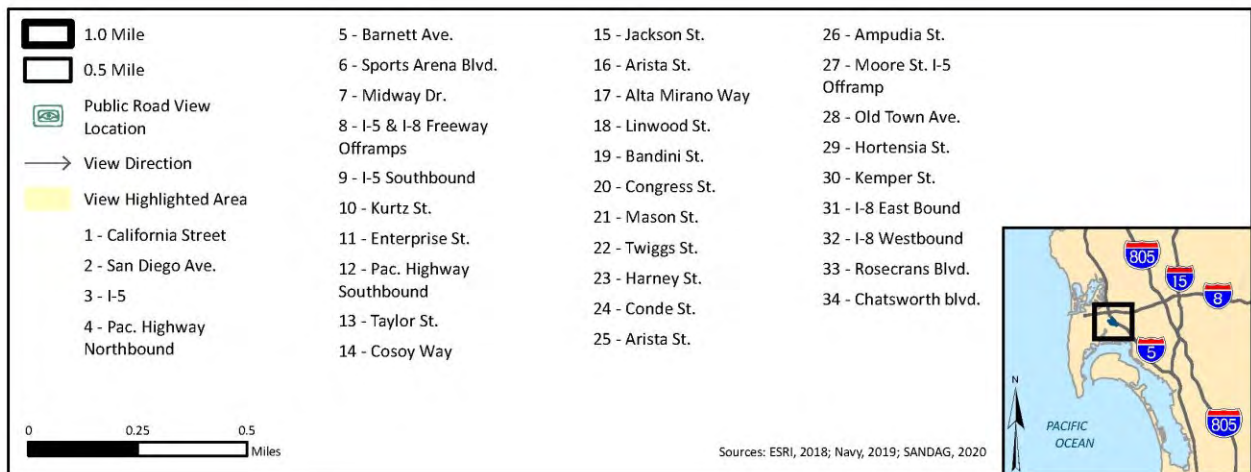 1.0 Mile
0.5 Mile
Public Road View
Location
View Direction
View Highlighted Area
1 - California Street
2 - San Diego Ave.
3 - I-5
4 - Pac. Highway
Northbound
5 - Barnett Ave.
6 - Sports Arena Blvd.
7 - Midway Dr.
8 - I-5 & I-8 Freeway
Offramps
9 - I-5 Southbound
10 - Kurtz St.
11 - Enterprise St.
12 - Pac. Highway
Southbound
13 - Taylor St.
14 - Cosoy Way
15 - Jackson St.
16 - Arista St.
17 - Alta Mirano Way
18 - Linwood St.
19 - Bandini St.
20 - Congress St.
21 - Mason St.
22 - Twiggs St.
23 - Harney St.
24 - Conde St.
25 - Arista St.
26 - Ampudia St.
27 - Moore St. I-5
Offramp
28 - Old Town Ave.
29 - Hortensia St.
30 - Kemper St.
31 - I-8 East Bound
32 - I-8 Westbound
33 - Rosecrans Blvd.
34 - Chatsworth blvd.
0 0.25 0.5
Miles
Sources: ESRI, 2018; Navy, 2019; SANDAG, 2020
805
15
8
5
805
N
PACIFIC
OCEAN